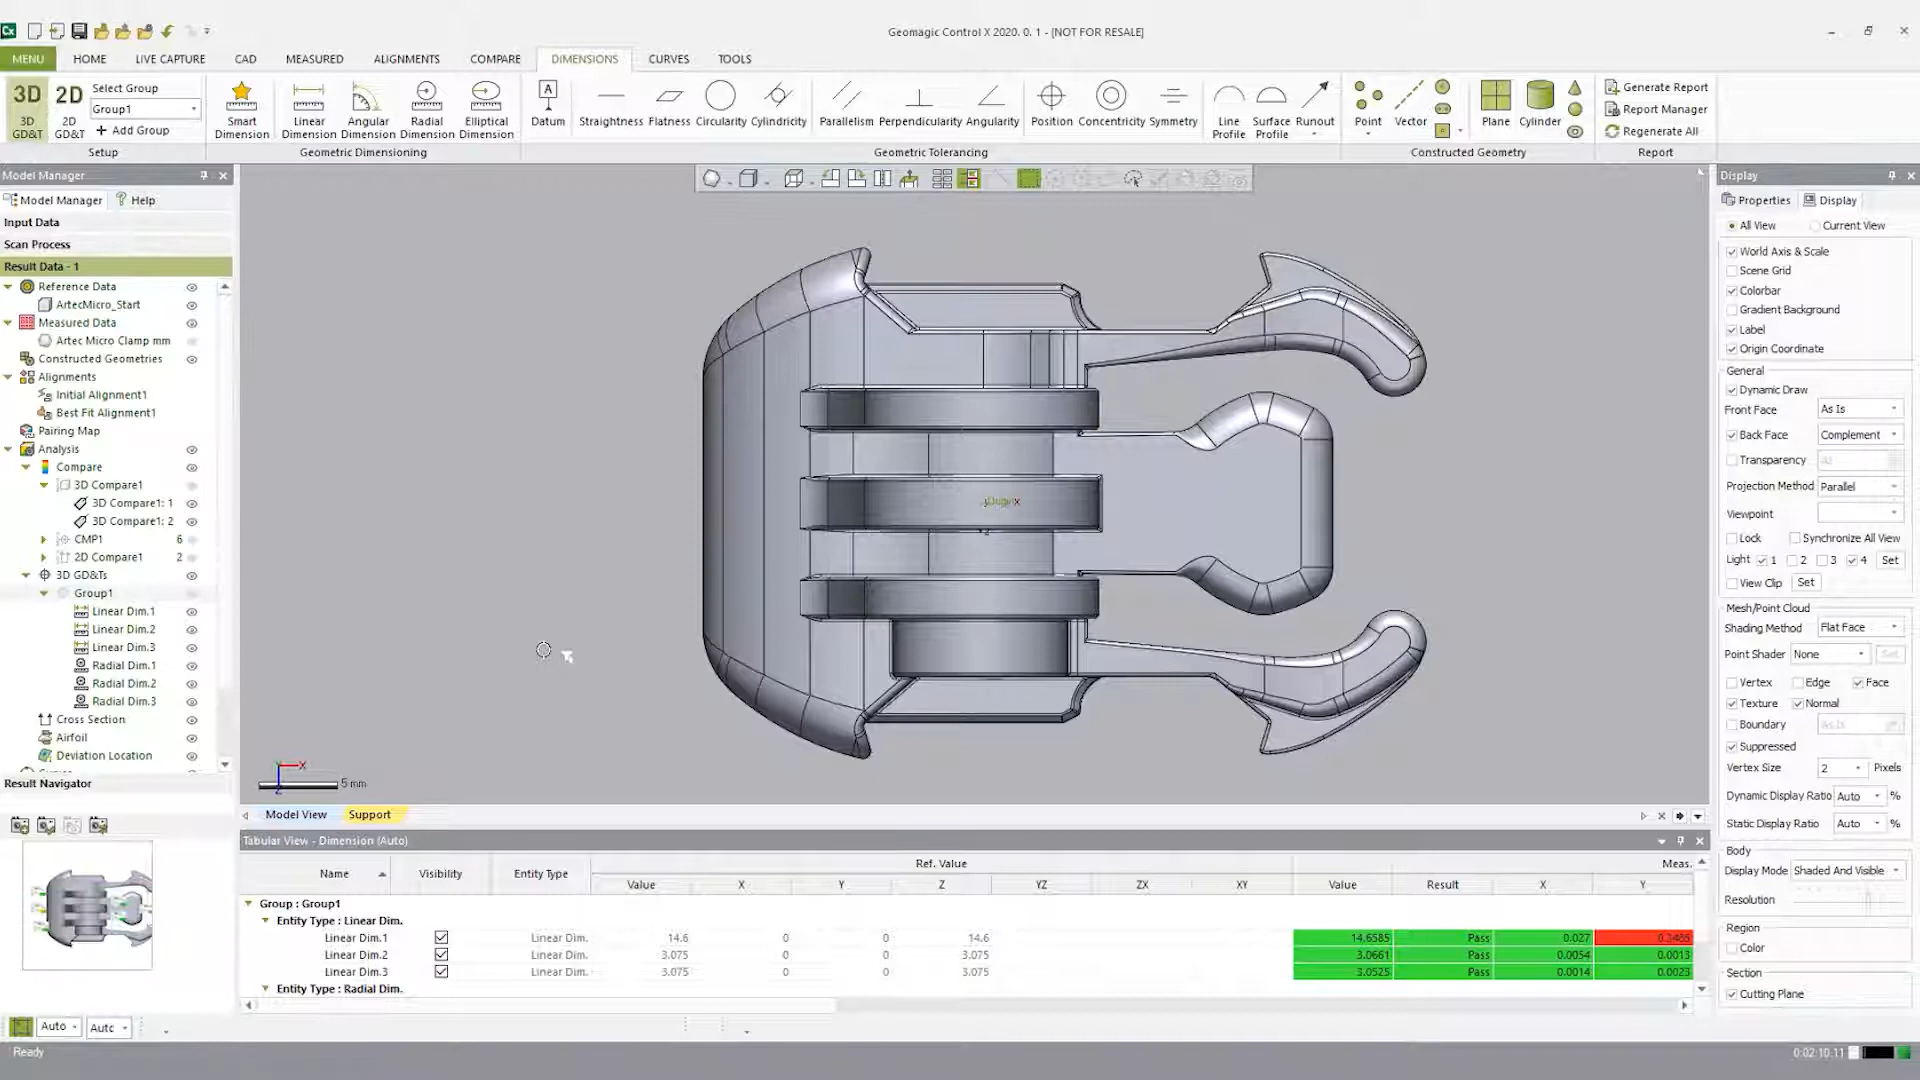 Cx
Geomagic Control X 2020. 0. 1 - [NOT FOR RESALE]
MENU HOME LIVE CAPTURE CAD MEASURED ALIGNMENTS COMPARE DIMENSIONS CURVES TOOLS
3D 3D GD&T
2D 2D GD&T
Select Group
Group1
+ Add Group
Smart Dimension
Linear Dimension
Angular Dimension
Radial Dimension
Elliptical Dimension
A
Datum
Straightness
Flatness
Circularity
Cylindricity
Parallelism
Perpendicularity
Angularity
Position
Concentricity
Symmetry
Line Profile
Surface Profile
Runout
Point
Vector
Plane
Cylinder
Generate Report
Report Manager
Regenerate All
Setup
Geometric Dimensioning
Geometric Tolerancing
Constructed Geometry
Report
Model Manager
Model Manager ? Help
Input Data
Scan Process
Result Data - 1
Reference Data
ArtecMicro_Start
Measured Data
Artec Micro Clamp mm
Constructed Geometries
Alignments
Initial Alignment1
Best Fit Alignment1
Pairing Map
Analysis
Compare
3D Compare1
3D Compare1: 1
3D Compare1: 2
CMP1 6
2D Compare1 2
3D GD&Ts
Group1
Linear Dim.1
Linear Dim.2
Linear Dim.3
Radial Dim.1
Radial Dim.2
Radial Dim.3
Cross Section
Airfoil
Deviation Location
Result Navigator
X
Z
5 mm
Model View Support
Tabular View - Dimension (Auto)
Name Visibility Entity Type Ref. Value Meas.
Value X Y Z YZ ZX XY Value Result X Y
Group : Group1
Entity Type : Linear Dim.
Linear Dim.1 Linear Dim. 14.6 0 0 14.6 14.6585 Pass 0.027 0.3485
Linear Dim.2 Linear Dim. 3.075 0 0 3.075 3.0661 Pass 0.0054 0.0013
Linear Dim.3 Linear Dim. 3.075 0 0 3.075 3.0525 Pass 0.0014 0.0023
Entity Type : Radial Dim.
Auto Auto
Ready
0:02:10.11
Display
Properties Display
All View Current View
World Axis & Scale
Scene Grid
Colorbar
Gradient Background
Label
Origin Coordinate
General
Dynamic Draw
Front Face As Is
Back Face Complement
Transparency
Projection Method Parallel
Viewpoint
Lock Synchronize All View
Light 1 2 3 4 Set
View Clip Set
Mesh/Point Cloud
Shading Method Flat Face
Point Shader None
Vertex Edge Face
Texture Normal
Boundary As Is
Suppressed
Vertex Size 2 Pixels
Dynamic Display Ratio Auto %
Static Display Ratio Auto %
Body
Display Mode Shaded And Visible
Resolution
Region
Color
Section
Cutting Plane